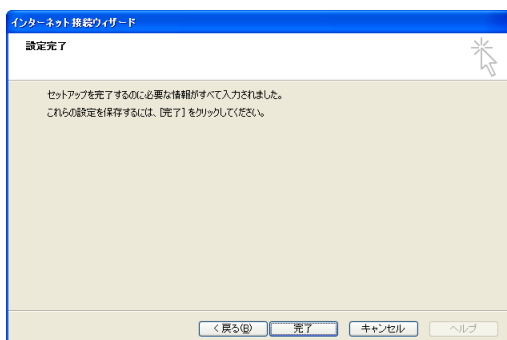 インターネット接続ウィザード
設定完了
セットアップを完了するのに必要な情報がすべて入力されました。
これらの設定を保存するには、[完了] をクリックしてください。
< 戻る(B) 完了 キャンセル ヘルプ